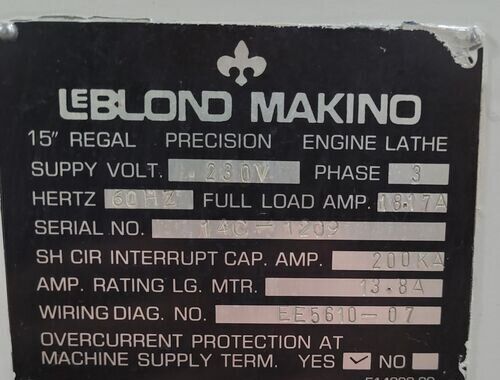 LEBLOND MAKINO
15" REGAL PRECISION ENGINE LATHE
SUPPY VOLT. 230V PHASE 3
HERTZ 60HZ FULL LOAD AMP. 18.17A
SERIAL NO. 14C-1209
SH CIR INTERRUPT CAP. AMP. 200KA
AMP. RATING LG. MTR. 13.8A
WIRING DIAG. NO. EE5610-07
OVERCURRENT PROTECTION AT
MACHINE SUPPLY TERM. YES ✓ NO